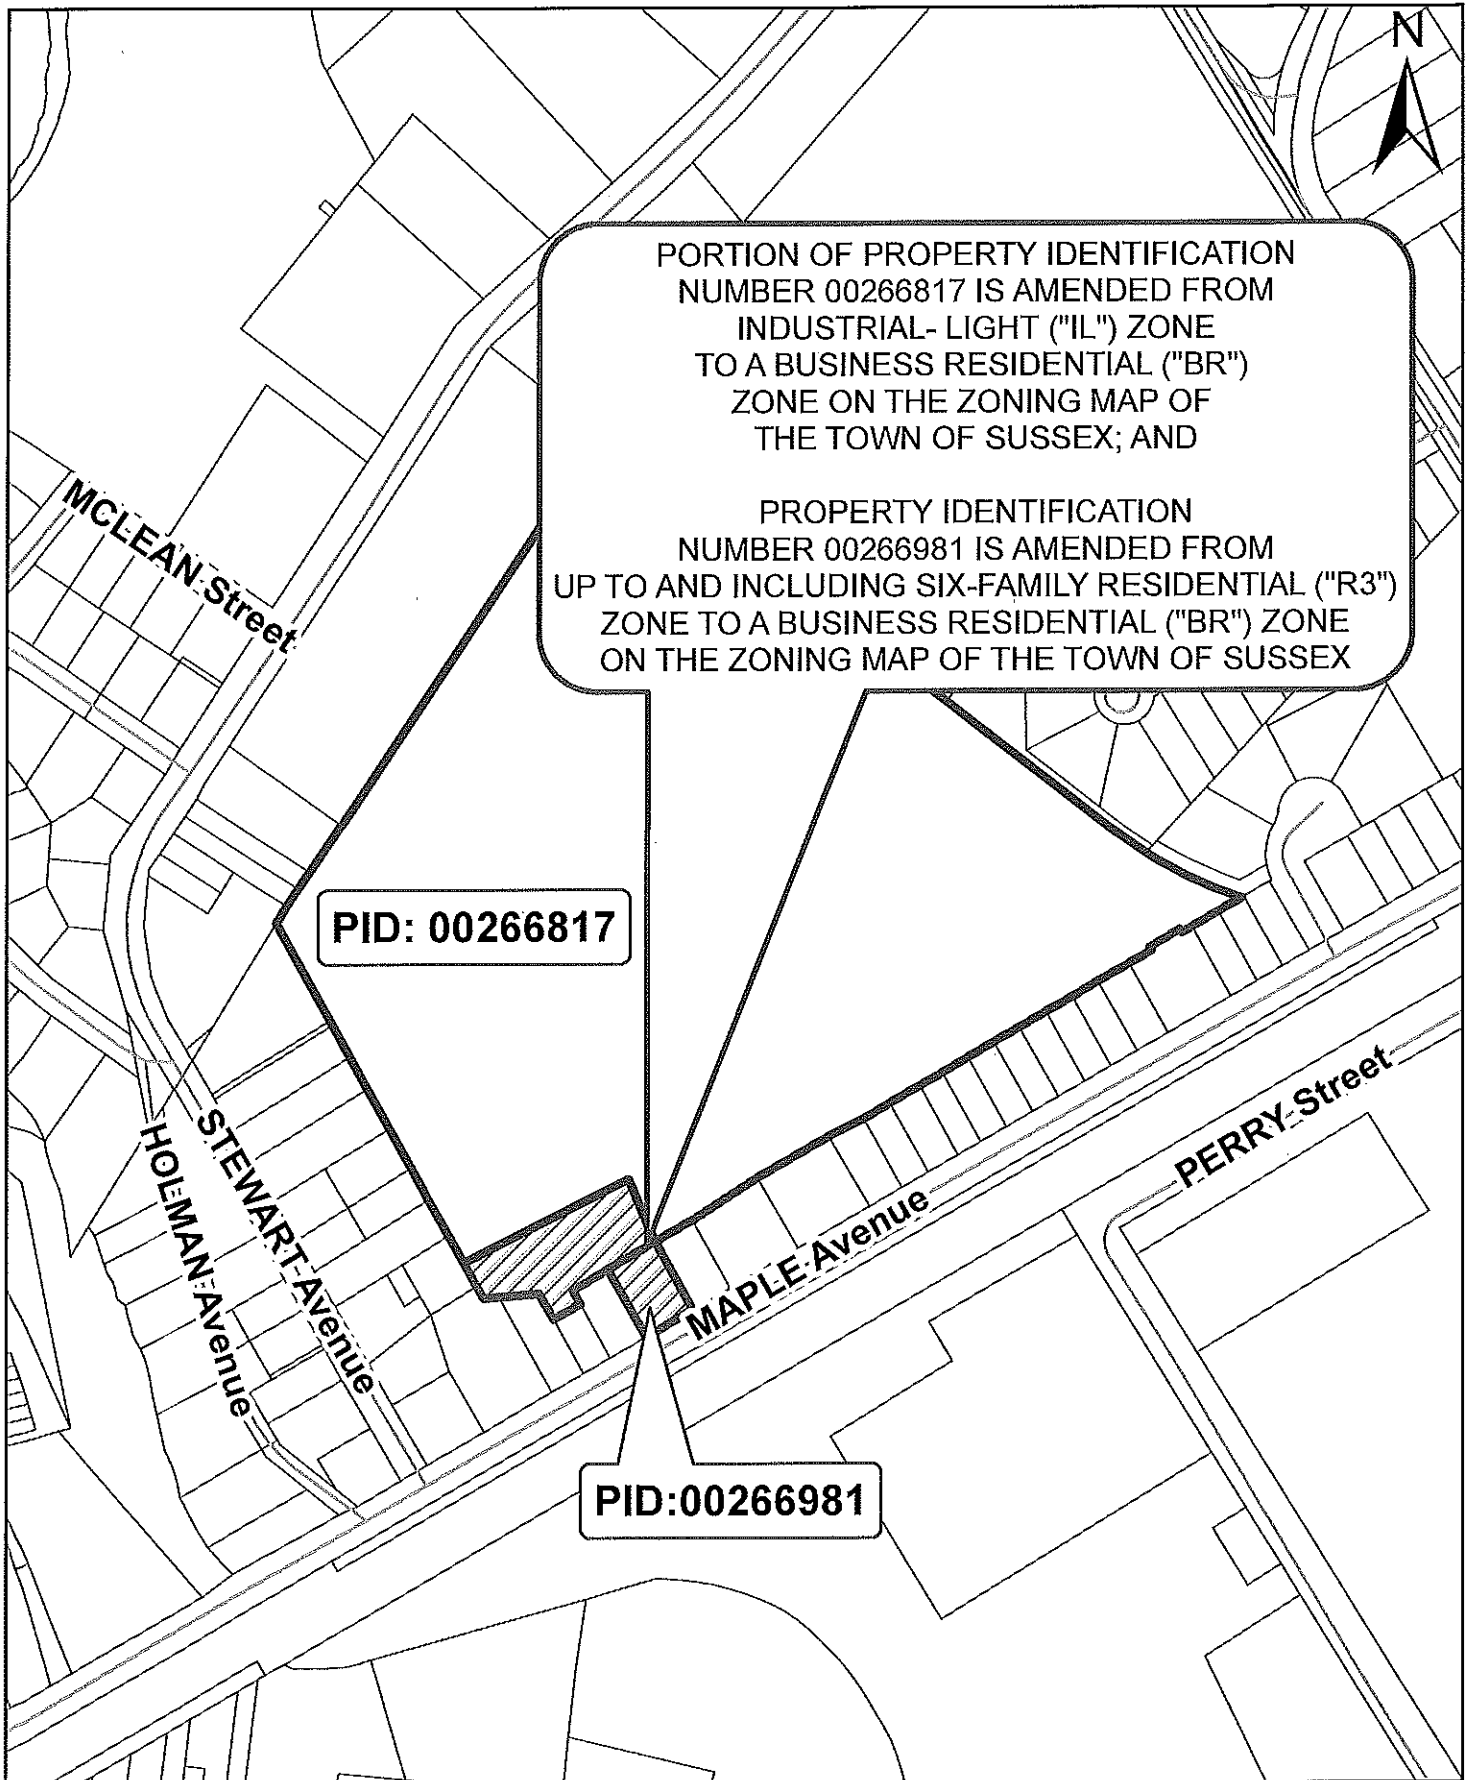 N
PORTION OF PROPERTY IDENTIFICATION
NUMBER 00266817 IS AMENDED FROM
INDUSTRIAL- LIGHT ("IL") ZONE
TO A BUSINESS RESIDENTIAL ("BR")
ZONE ON THE ZONING MAP OF
THE TOWN OF SUSSEX; AND
PROPERTY IDENTIFICATION
NUMBER 00266981 IS AMENDED FROM
UP TO AND INCLUDING SIX-FAMILY RESIDENTIAL ("R3")
ZONE TO A BUSINESS RESIDENTIAL ("BR") ZONE
ON THE ZONING MAP OF THE TOWN OF SUSSEX
MCLEAN Street
PID: 00266817
PERRY Street
STEWART Avenue
HOLMAN Avenue
MAPLE Avenue
PID:00266981